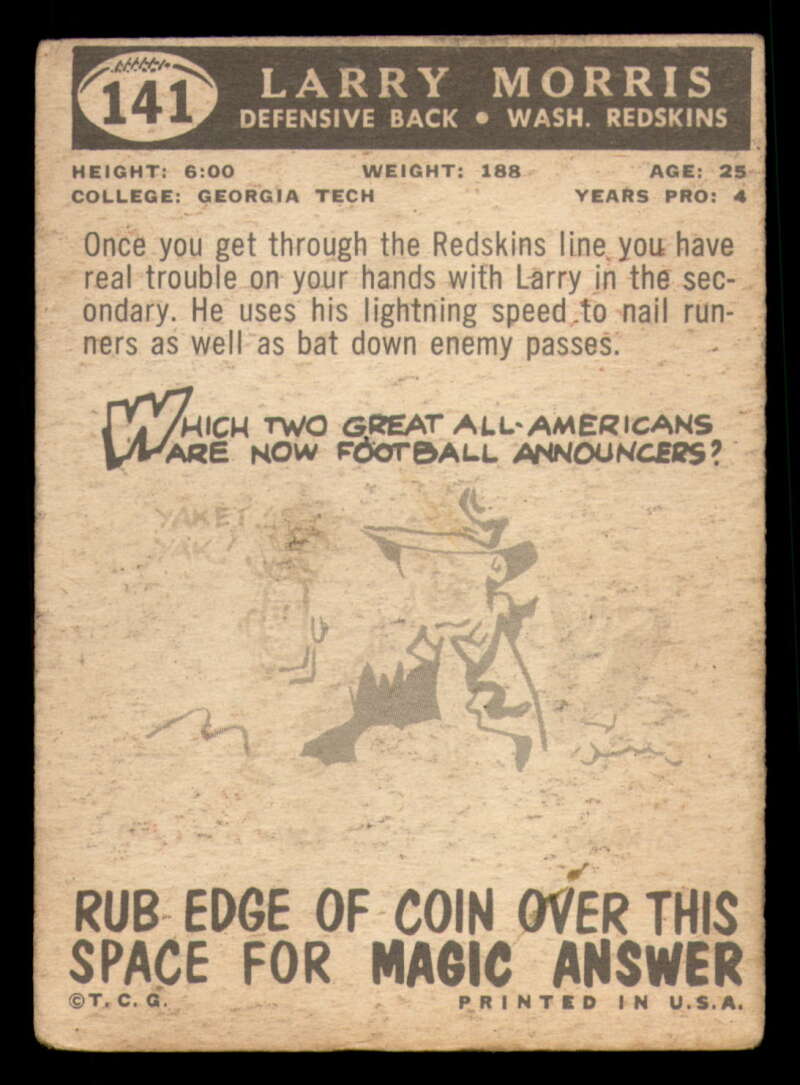 141
LARRY MORRIS
DEFENSIVE BACK • WASH. REDSKINS
HEIGHT: 6:00 WEIGHT: 188 AGE: 25
COLLEGE: GEORGIA TECH YEARS PRO: 4
Once you get through the Redskins line you have
real trouble on your hands with Larry in the sec-
ondary. He uses his lightning speed to nail run-
ners as well as bat down enemy passes.
WHICH TWO GREAT ALL-AMERICANS
ARE NOW FOOTBALL ANNOUNCERS?
YAKETY
YAK!
RUB EDGE OF COIN OVER THIS
SPACE FOR MAGIC ANSWER
©T.C.G. PRINTED IN U.S.A.